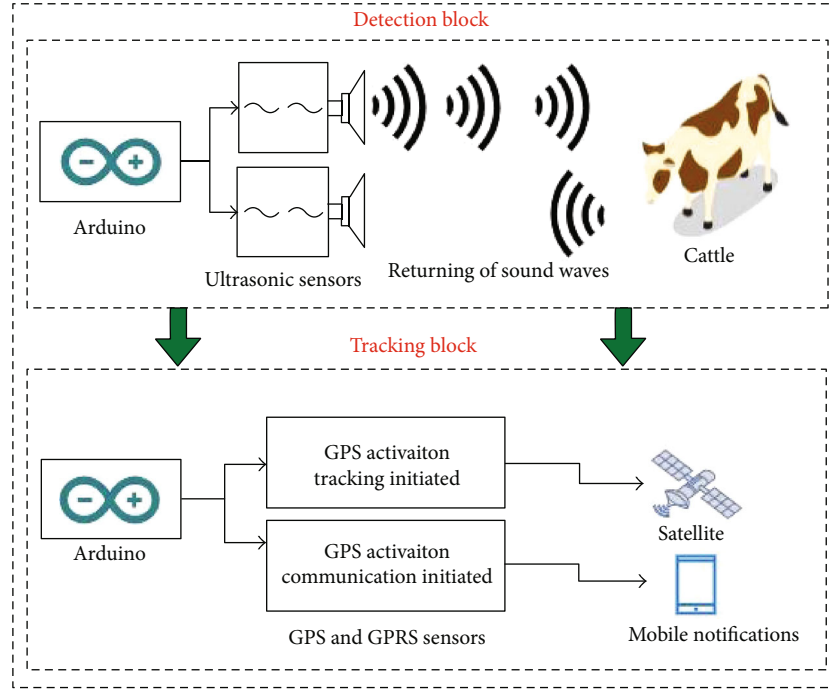 Detection block
Arduino
Ultrasonic sensors
Returning of sound waves
Cattle
Tracking block
Arduino
GPS activaiton
tracking initiated
GPS activaiton
communication initiated
GPS and GPRS sensors
Satellite
Mobile notifications